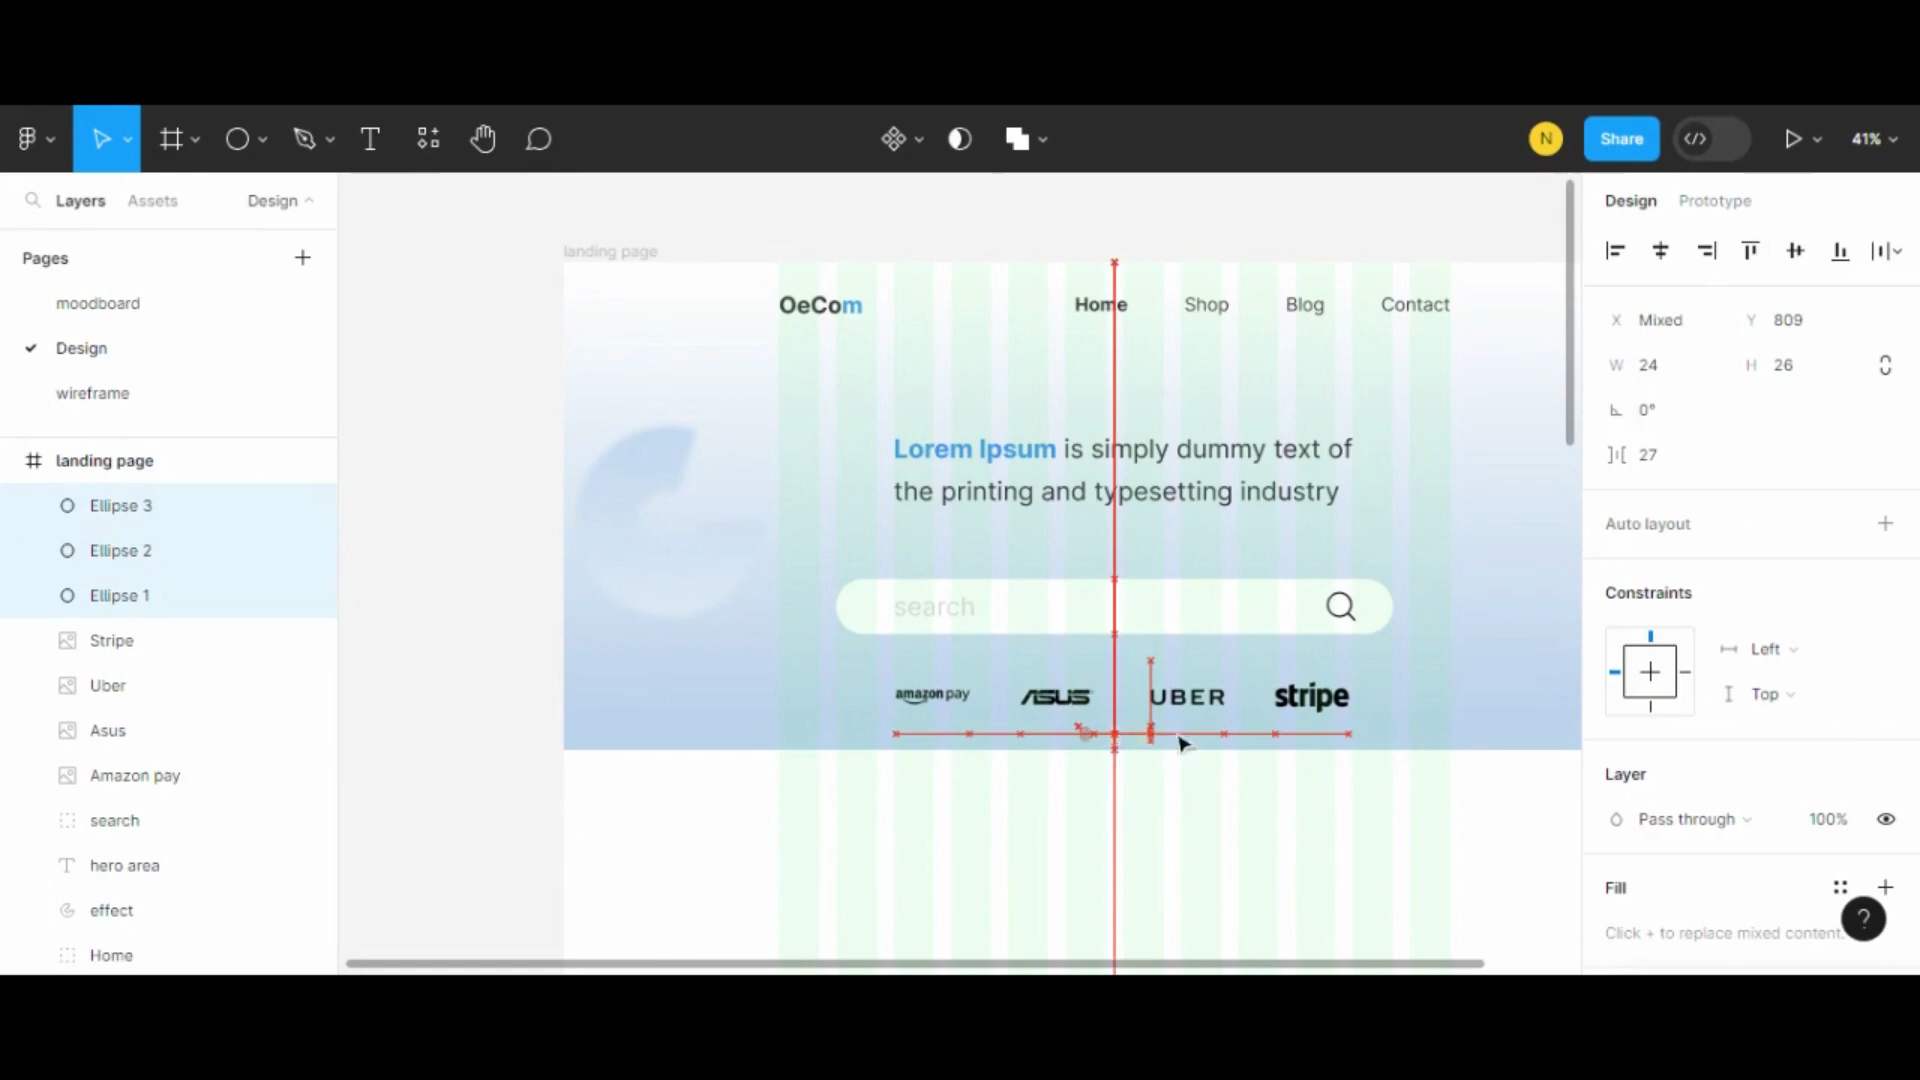 N
Share
41%
Layers
Assets
Design
Pages
moodboard
Design
wireframe
landing page
Ellipse 3
Ellipse 2
Ellipse 1
Stripe
Uber
Asus
Amazon pay
search
hero area
effect
Home
landing page
OeCom
Home
Shop
Blog
Contact
Lorem Ipsum is simply dummy text of
the printing and typesetting industry
search
amazon pay
ASUS
UBER
stripe
Design
Prototype
X Mixed Y 809
W 24 H 26
0°
27
Auto layout
Constraints
Left
Top
Layer
Pass through 100%
Fill
Click + to replace mixed content.
?